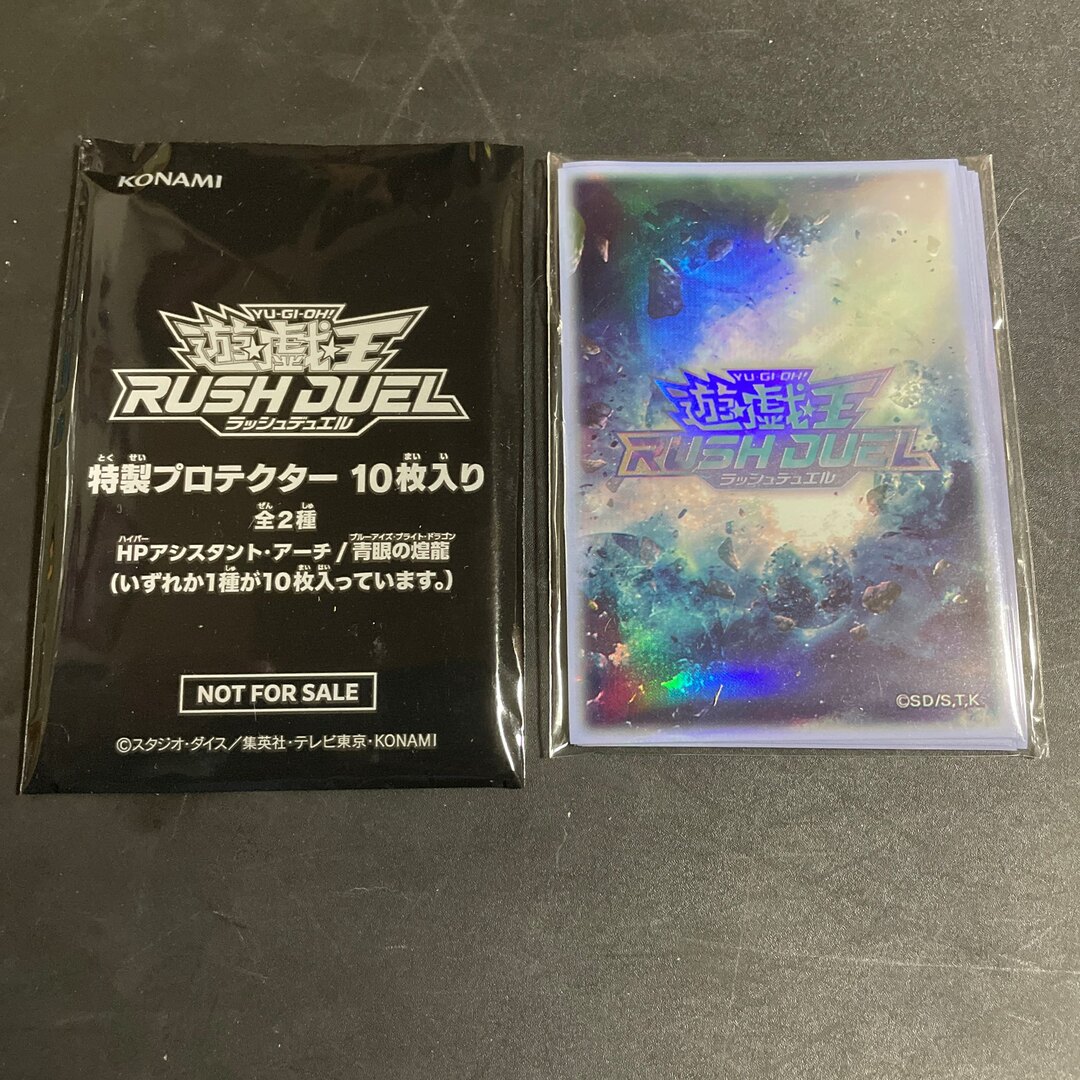 KONAMI
YU-GI-OH!
遊☆戯☆王
RUSH DUEL
ラッシュデュエル
とくせい まいい
特製プロテクター 10枚入り
ぜん しゅ
全2種
ハイパー ブルーアイズ・ブライト・ドラゴン
HPアシスタント・アーチ/青眼の煌龍
しゅ まいはい
(いずれか1種が10枚入っています。)
NOT FOR SALE
©スタジオ・ダイス/集英社・テレビ東京・KONAMI
YU-GI-OH!
遊☆戯☆王
RUSH DUEL
ラッシュデュエル
©SD/S,T,K